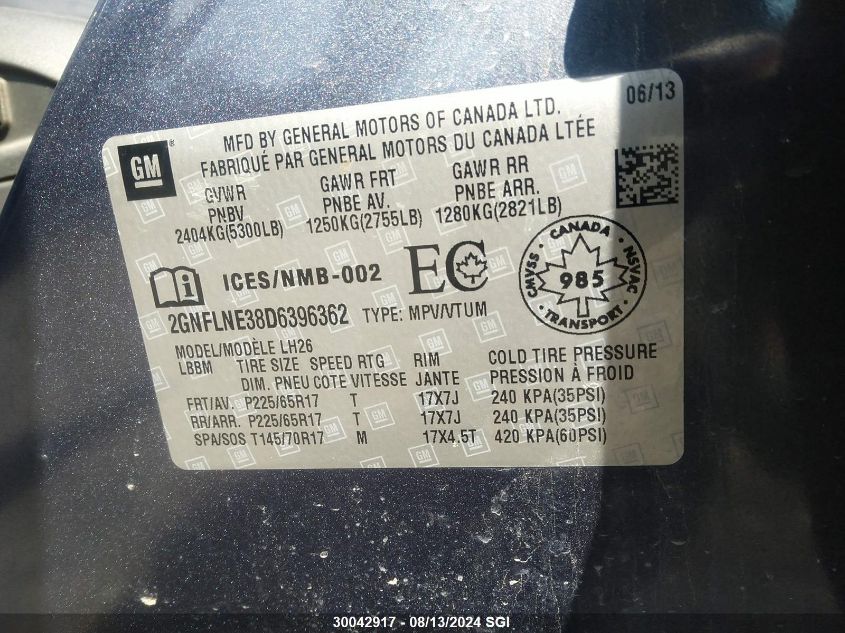 06/13
MFD BY GENERAL MOTORS OF CANADA LTD.
FABRIQUÉ PAR GENERAL MOTORS DU CANADA LTÉE
GM
GVWR GAWR FRT GAWR RR
PNBV PNBE AV. PNBE ARR.
2404KG(5300LB) 1250KG(2755LB) 1280KG(2821LB)
ICES/NMB-002 EC
CANADA
CMVSS 985 NSVAC
TRANSPORT
2GNFLNE38D6396362 TYPE: MPV/VTUM
MODEL/MODÈLE LH26
LBBM TIRE SIZE SPEED RTG RIM COLD TIRE PRESSURE
DIM. PNEU COTE VITESSE JANTE PRESSION À FROID
FRT/AV. P225/65R17 T 17X7J 240 KPA(35PSI)
RR/ARR. P225/65R17 T 17X7J 240 KPA(35PSI)
SPA/SOS T145/70R17 M 17X4.5T 420 KPA(60PSI)
30042917 - 08/13/2024 SGI